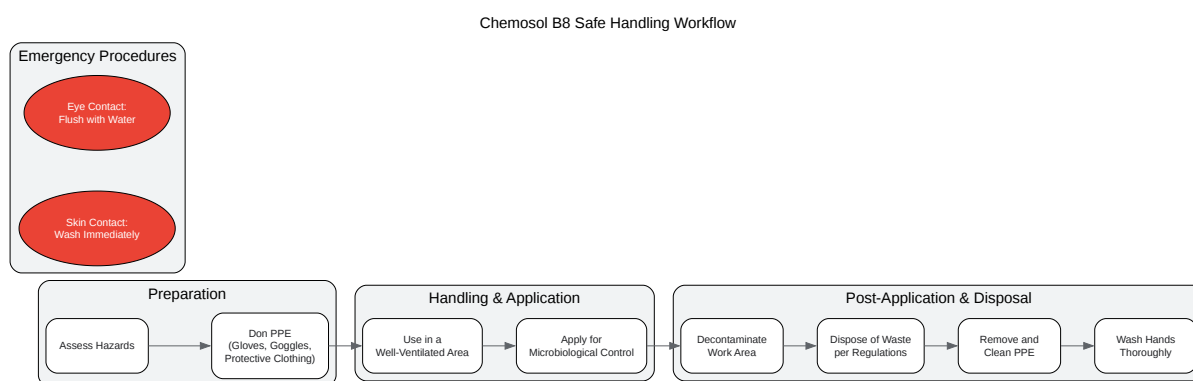 Chemosol B8 Safe Handling Workflow
Emergency Procedures
Eye Contact:
Flush with Water
Skin Contact:
Wash Immediately
Preparation
Assess Hazards
Don PPE
(Gloves, Goggles,
Protective Clothing)
Handling & Application
Use in a
Well-Ventilated Area
Apply for
Microbiological Control
Post-Application & Disposal
Decontaminate
Work Area
Dispose of Waste
per Regulations
Remove and
Clean PPE
Wash Hands
Thoroughly